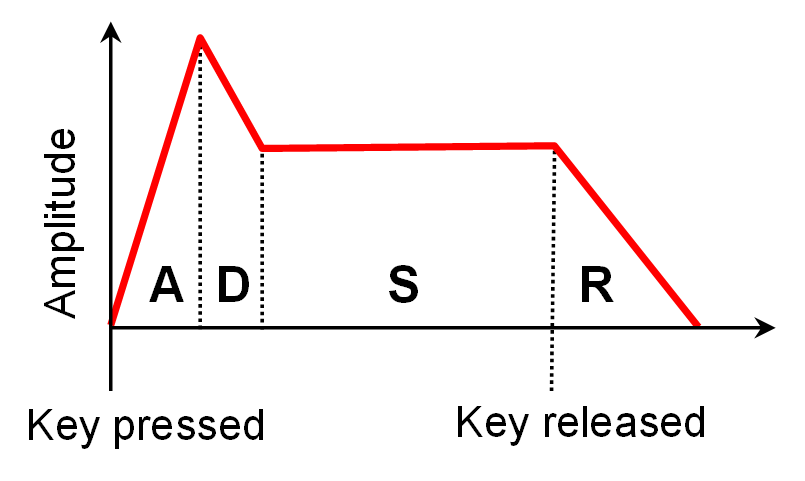 Amplitude
A D S R
Key pressed
Key released